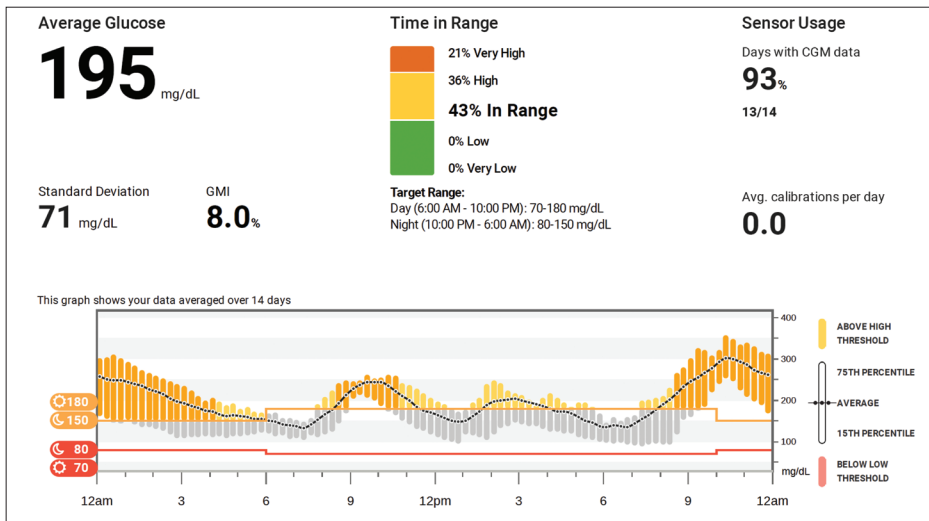 Average Glucose
195 mg/dL
Standard Deviation
71 mg/dL
GMI
8.0%
Time in Range
21% Very High
36% High
43% In Range
0% Low
0% Very Low
Target Range:
Day (6:00 AM - 10:00 PM): 70-180 mg/dL
Night (10:00 PM - 6:00 AM): 80-150 mg/dL
Sensor Usage
Days with CGM data
93%
13/14
Avg. calibrations per day
0.0
This graph shows your data averaged over 14 days
180
150
80
70
400
300
200
100
mg/dL
12am
3
6
9
12pm
3
6
9
12am
ABOVE HIGH
THRESHOLD
75TH PERCENTILE
AVERAGE
15TH PERCENTILE
BELOW LOW
THRESHOLD